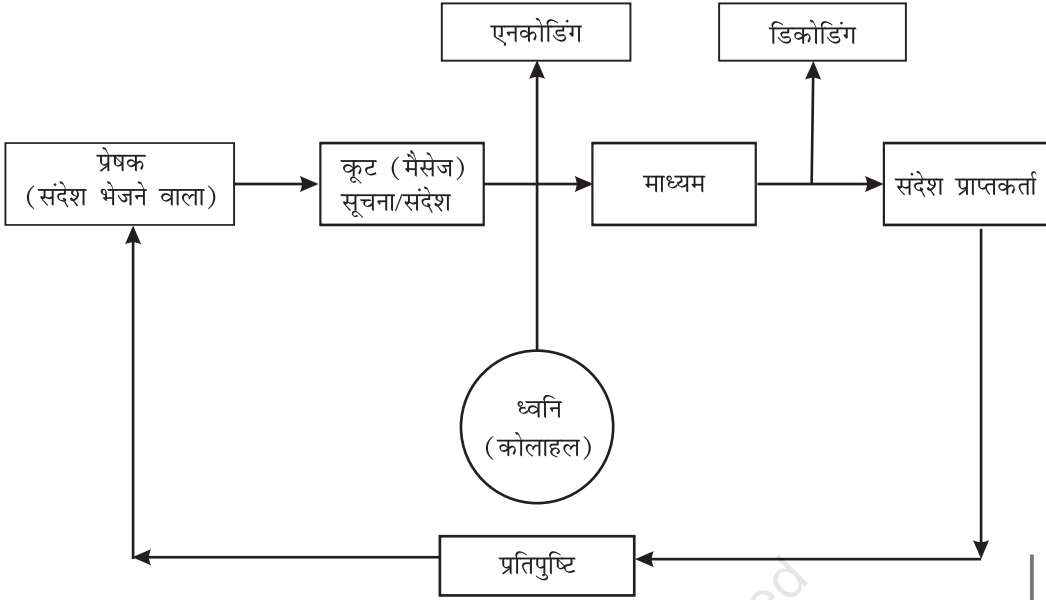 एनकोडिंग
डिकोडिंग
प्रेषक
(संदेश भेजने वाला)
कूट (मैसेज)
सूचना/संदेश
माध्यम
संदेश प्राप्तकर्ता
ध्वनि
(कोलाहल)
प्रतिपुष्टि